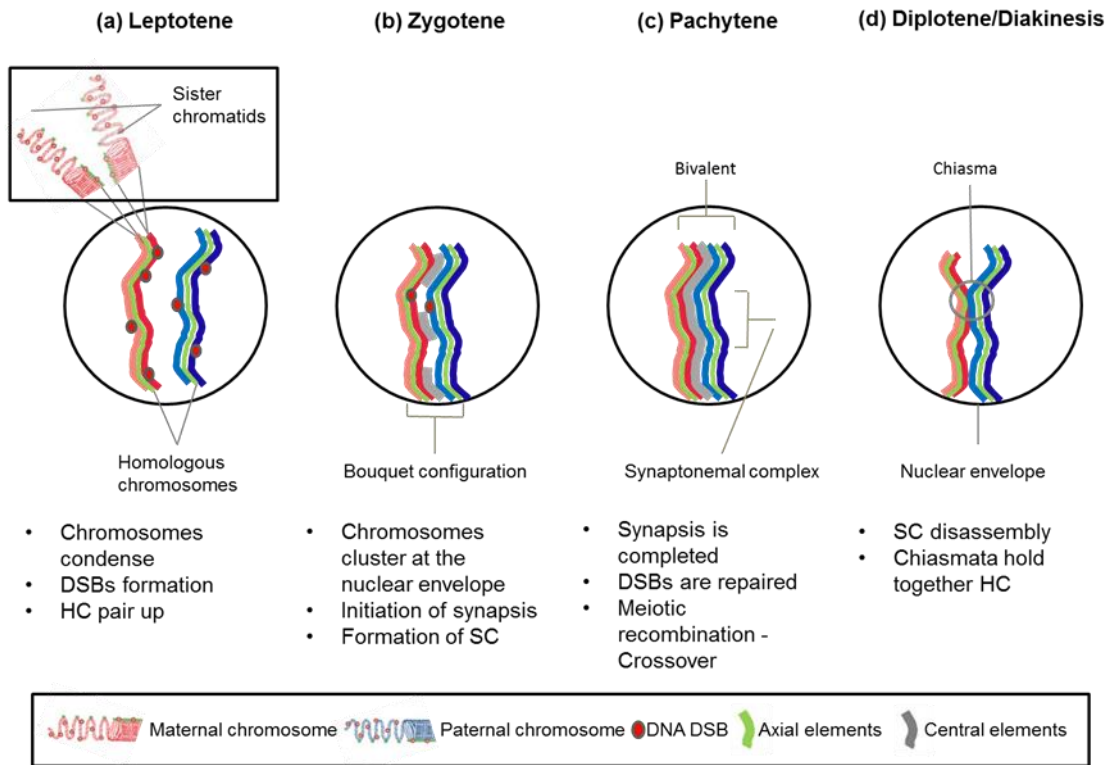 (a) Leptotene
(b) Zygotene
(c) Pachytene
(d) Diplotene/Diakinesis
Sister
chromatids
Bivalent
Chiasma
Homologous
chromosomes
Bouquet configuration
Synaptonemal complex
Nuclear envelope
• Chromosomes
condense
• DSBs formation
• HC pair up
• Chromosomes
cluster at the
nuclear envelope
• Initiation of synapsis
• Formation of SC
• Synapsis is
completed
• DSBs are repaired
• Meiotic
recombination -
Crossover
• SC disassembly
• Chiasmata hold
together HC
Maternal chromosome
Paternal chromosome
DNA DSB
Axial elements
Central elements